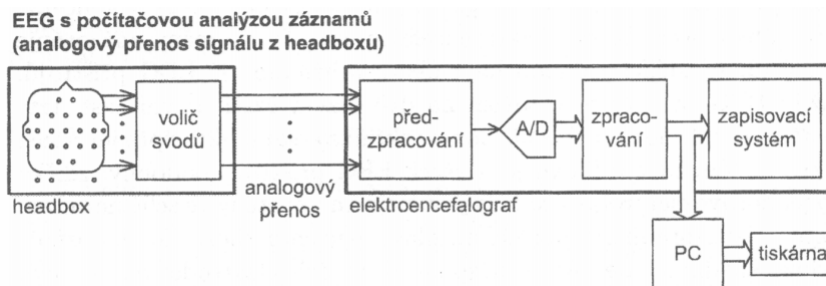 EEG s počítačovou analýzou záznamů
(analogový přenos signálu z headboxu)
volič
svodů
před-
zpracování
A/D
zpraco-
vání
zapisovací
systém
headbox
analogový
přenos
elektroencefalograf
PC
tiskárna